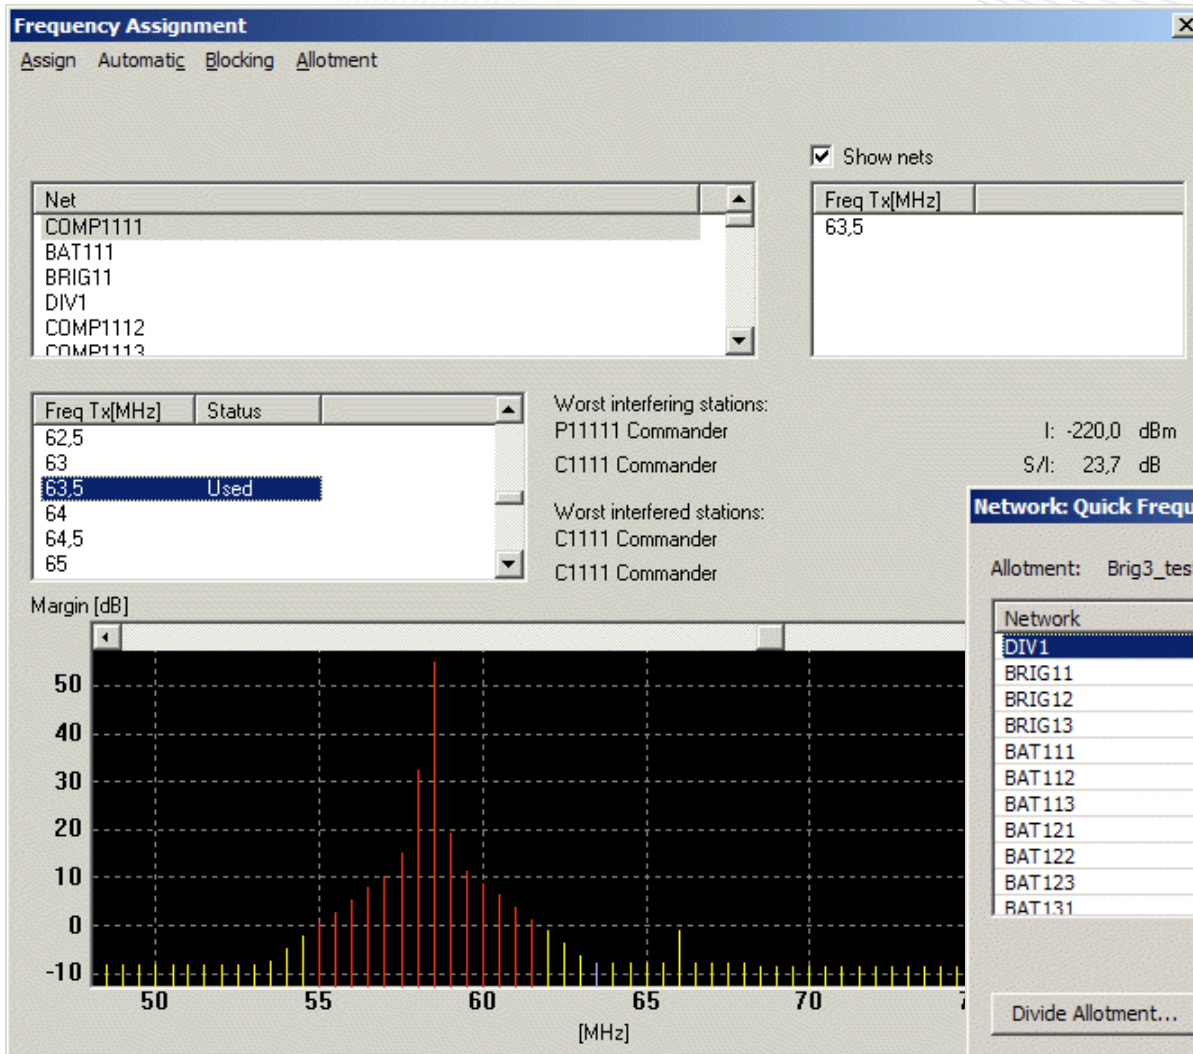 Frequency Assignment
Assign Automatic Blocking Allotment
Show nets
Net
COMP1111
BAT111
BRIG11
DIV1
COMP1112
COMP1113
Freq Tx[MHz]
63,5
Freq Tx[MHz] Status
62,5
63
63,5 Used
64
64,5
65
Worst interfering stations:
P11111 Commander I: -220,0 dBm
C1111 Commander S/I: 23,7 dB
Worst interfered stations:
C1111 Commander
C1111 Commander
Margin [dB]
50
40
30
20
10
0
-10
50 55 60 65 70
[MHz]
Network: Quick
Allotment:
Network
DIV1
BRIG11
BRIG12
BRIG13
BAT111
BAT112
BAT113
BAT121
BAT122
BAT123
BAT131
Divide Allotment...